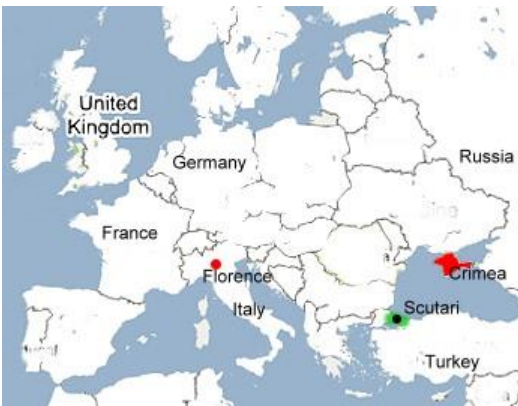 United
Kingdom
Germany
Russia
France
Florence
Crimea
Italy
Scutari
Turkey